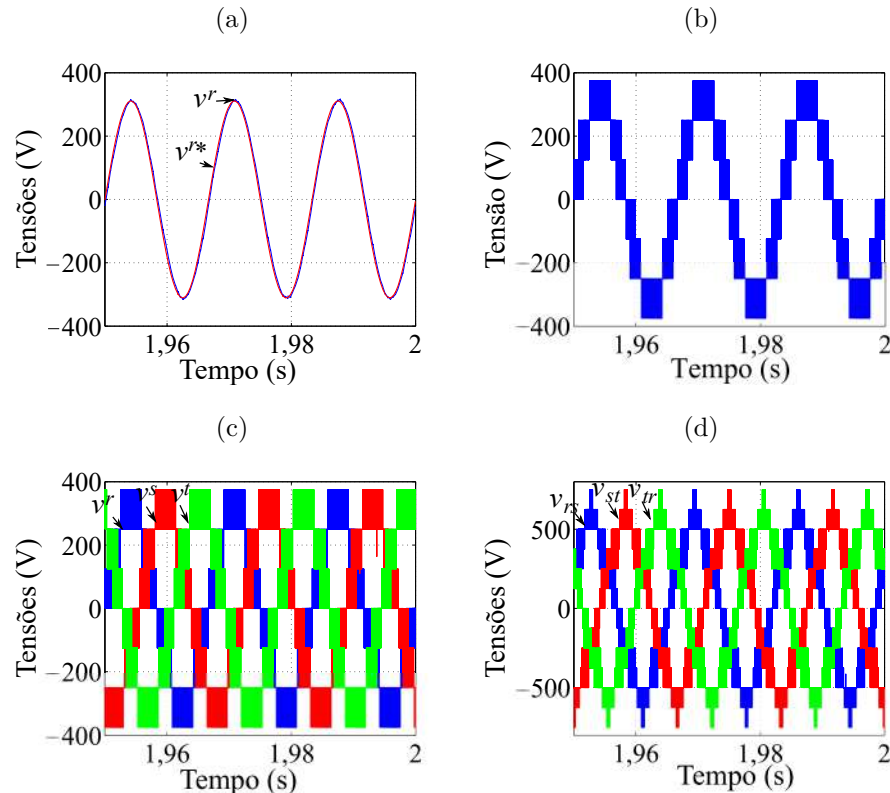 (a)
400
200
0
−200
−400
Tensões (V)
v^r
v^r*
1,96
1,98
2
Tempo (s)
(b)
400
200
0
−200
−400
Tensão (V)
1,96
1,98
2
Tempo (s)
(c)
400
200
0
−200
−400
Tensões (V)
v^r
v^s
v^t
1,96
1,98
2
Tempo (s)
(d)
500
0
−500
Tensões (V)
v_rs
v_st
v_tr
1,96
1,98
2
Tempo (s)